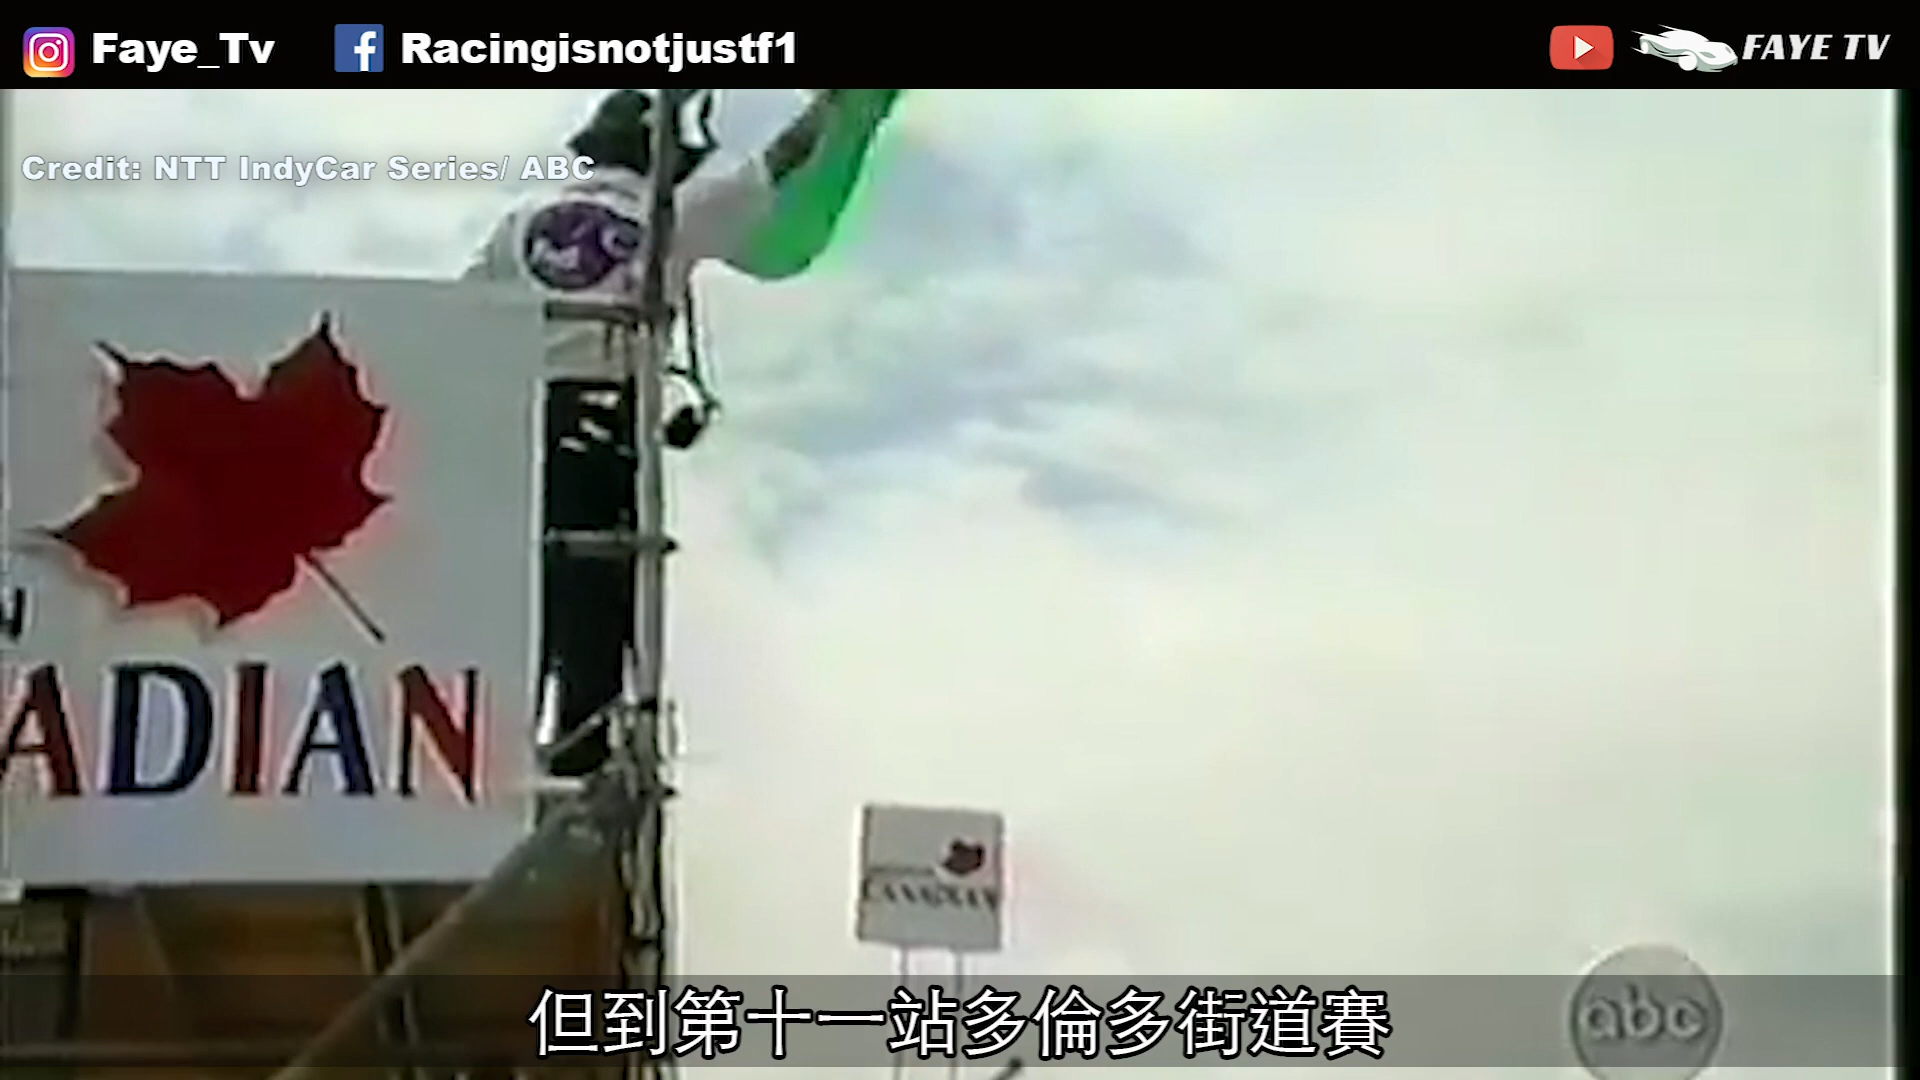 Faye_Tv
Racingisnotjustf1
FAYE TV
Credit: NTT IndyCar Series/ ABC
ADIAN
CANADIAN
但到第十一站多倫多街道賽
abc